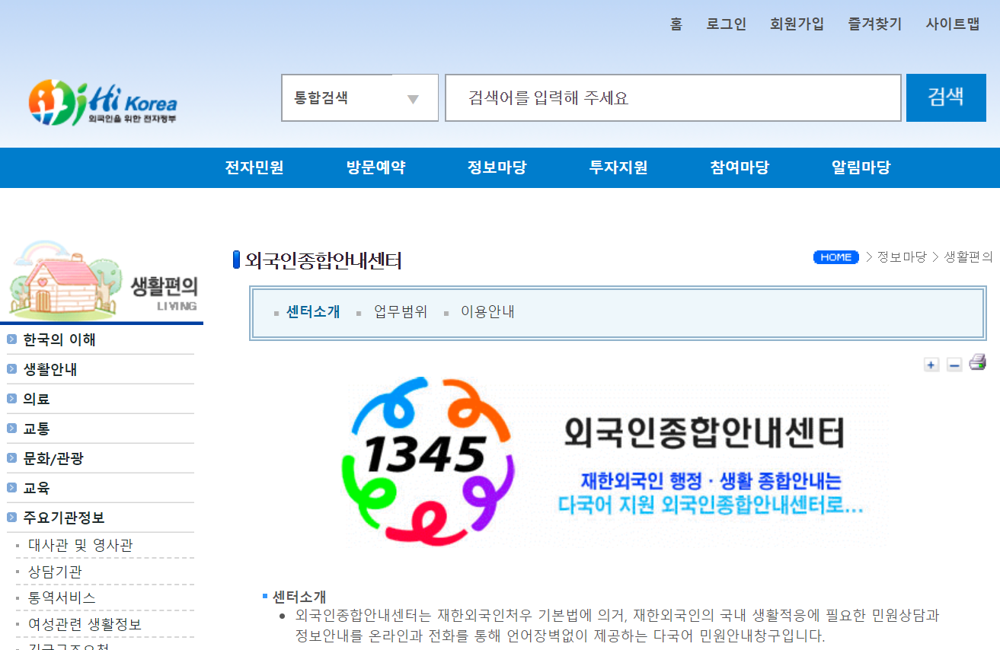 홈 로그인 회원가입 즐겨찾기 사이트맵
Hi Korea
외국인을 위한 전자정부
통합검색
검색어를 입력해 주세요
검색
전자민원 방문예약 정보마당 투자지원 참여마당 알림마당
생활편의
LIVING
한국의 이해
생활안내
의료
교통
문화/관광
교육
주요기관정보
대사관 및 영사관
상담기관
통역서비스
여성관련 생활정보
외국인종합안내센터
HOME > 정보마당 > 생활편의
센터소개 업무범위 이용안내
1345
외국인종합안내센터
재한외국인 행정 · 생활 종합안내는
다국어 지원 외국인종합안내센터로...
센터소개
외국인종합안내센터는 재한외국인처우 기본법에 의거, 재한외국인의 국내 생활적응에 필요한 민원상담과
정보안내를 온라인과 전화를 통해 언어장벽없이 제공하는 다국어 민원안내창구입니다.